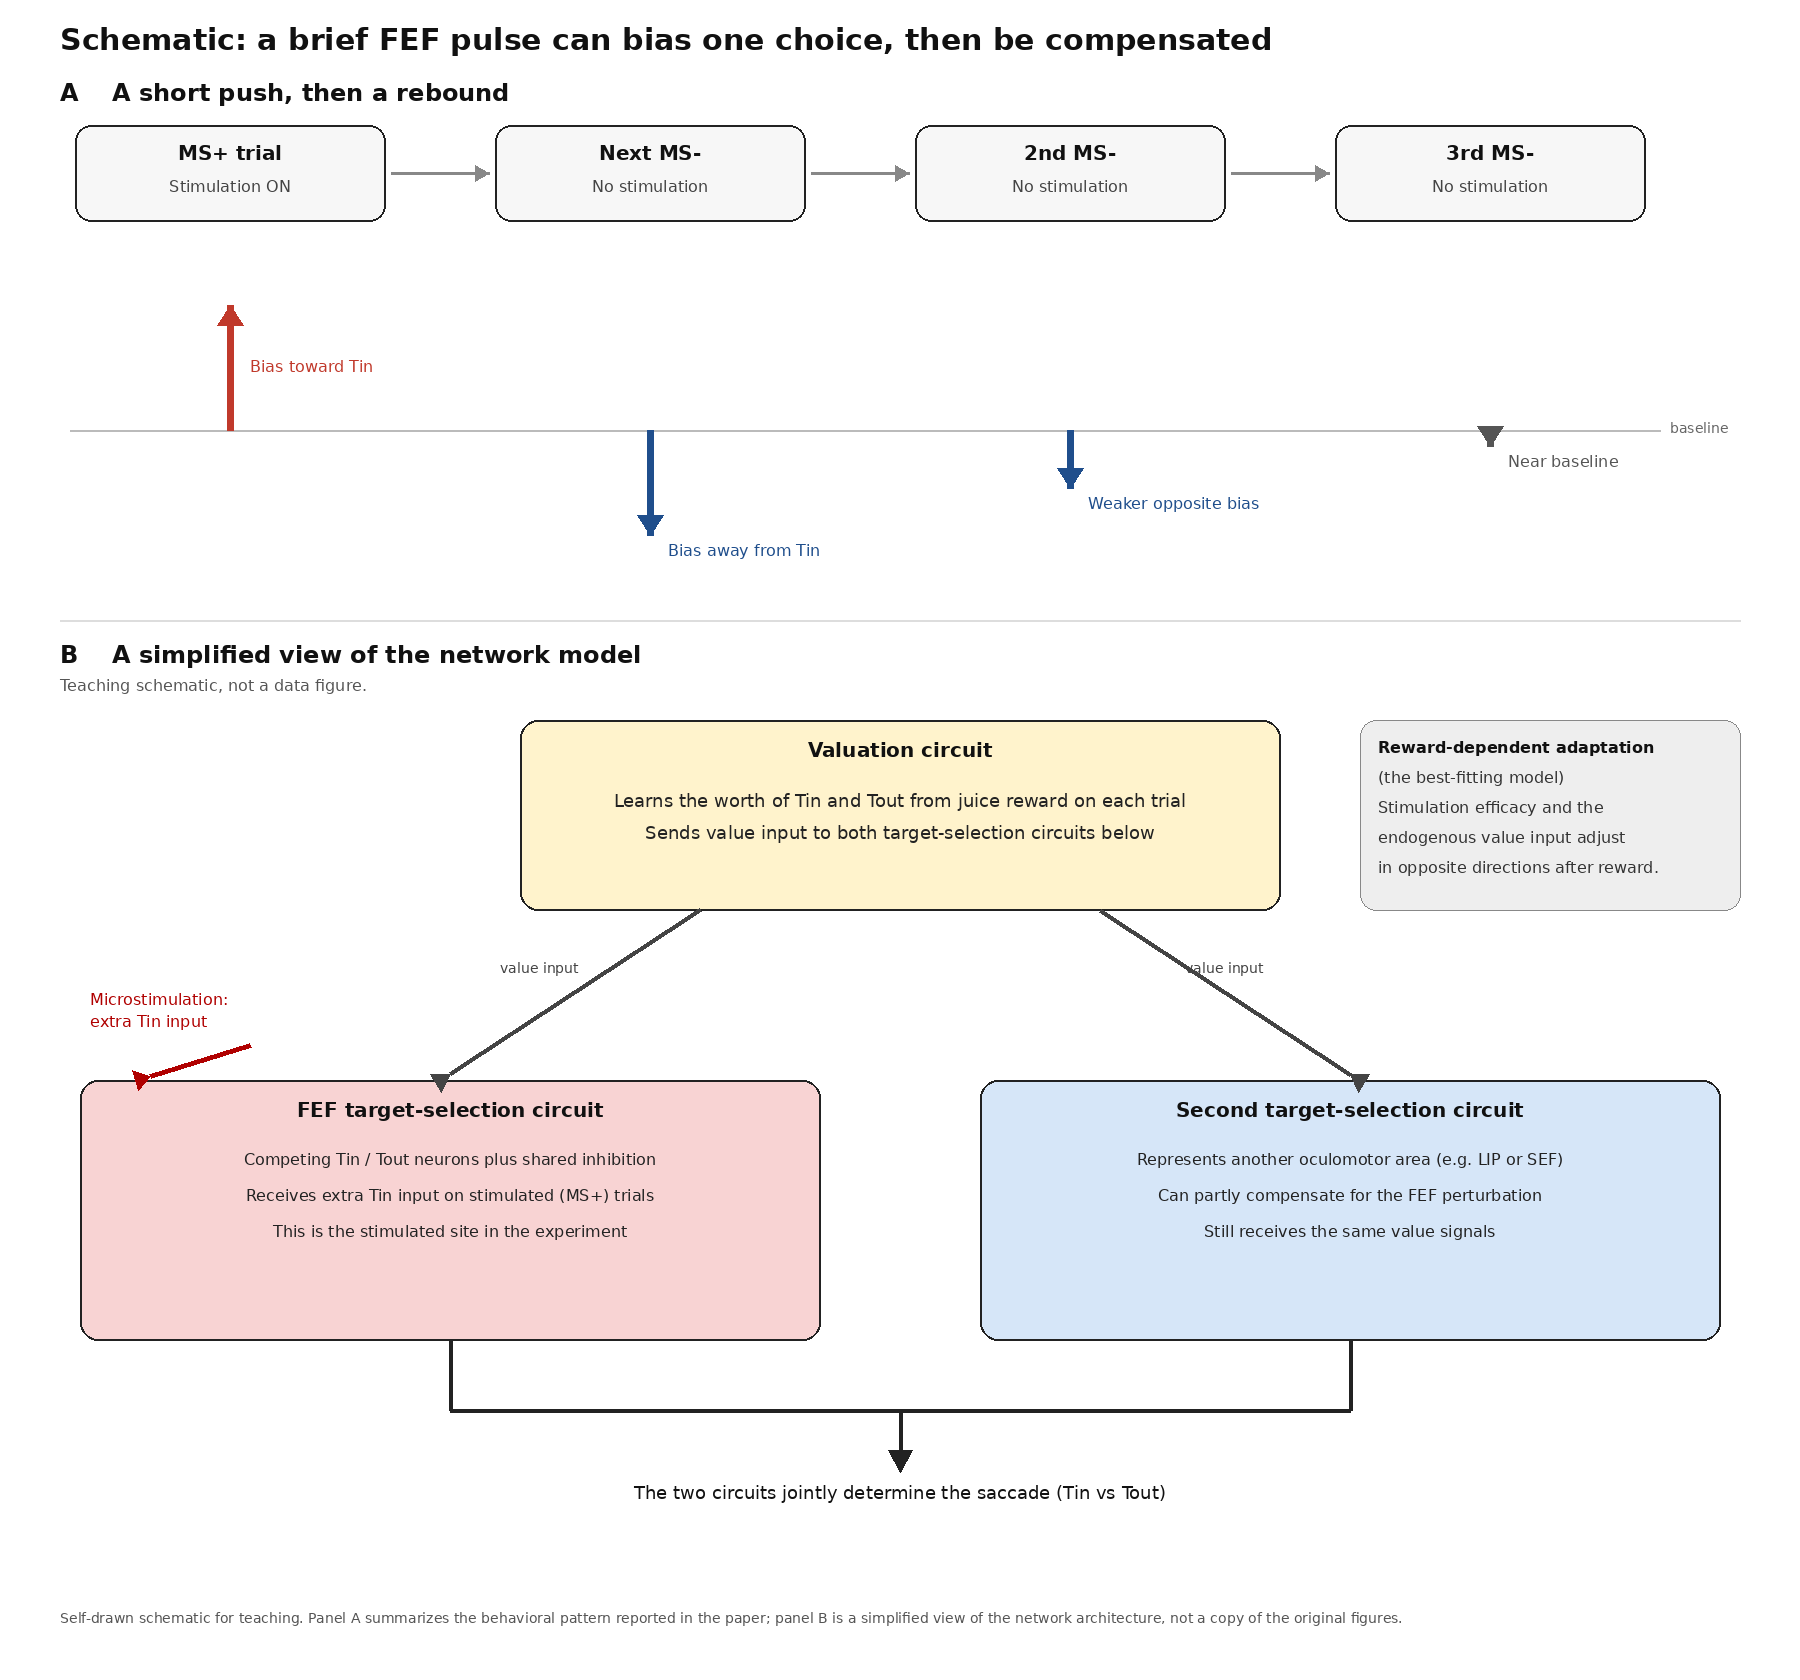 Schematic: a brief FEF pulse can bias one choice, then be compensated
A A short push, then a rebound
MS+ trial
Stimulation ON
Next MS-
No stimulation
2nd MS-
No stimulation
3rd MS-
No stimulation
Bias toward Tin
baseline
Near baseline
Weaker opposite bias
Bias away from Tin
B A simplified view of the network model
Teaching schematic, not a data figure.
Valuation circuit
Learns the worth of Tin and Tout from juice reward on each trial
Sends value input to both target-selection circuits below
Reward-dependent adaptation
(the best-fitting model)
Stimulation efficacy and the
endogenous value input adjust
in opposite directions after reward.
value input
value input
Microstimulation:
extra Tin input
FEF target-selection circuit
Competing Tin / Tout neurons plus shared inhibition
Receives extra Tin input on stimulated (MS+) trials
This is the stimulated site in the experiment
Second target-selection circuit
Represents another oculomotor area (e.g. LIP or SEF)
Can partly compensate for the FEF perturbation
Still receives the same value signals
The two circuits jointly determine the saccade (Tin vs Tout)
Self-drawn schematic for teaching. Panel A summarizes the behavioral pattern reported in the paper; panel B is a simplified view of the network architecture, not a copy of the original figures.